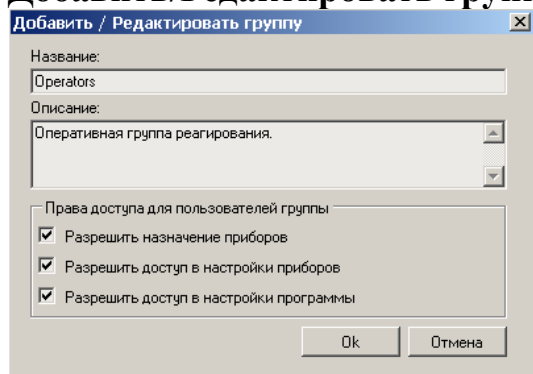 Добавить / Редактировать группу
Название:
Operators
Описание:
Оперативная группа реагирования.
Права доступа для пользователей группы
Разрешить назначение приборов
Разрешить доступ в настройки приборов
Разрешить доступ в настройки программы
Ok
Отмена